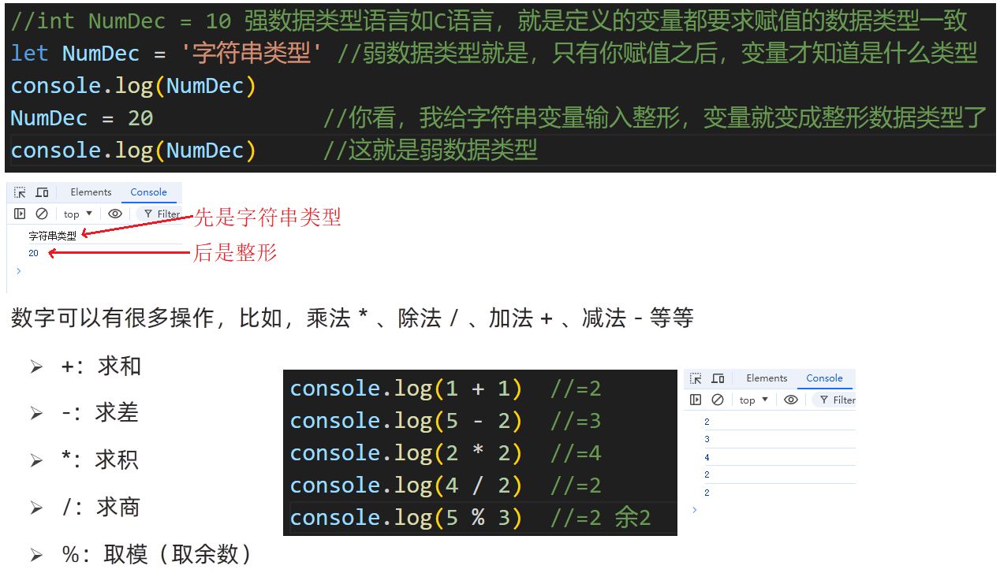 //int NumDec = 10 强数据类型语言如C语言，就是定义的变量都要求赋值的数据类型一致
let NumDec = '字符串类型' //弱数据类型就是，只有你赋值之后，变量才知道是什么类型
console.log(NumDec)
NumDec = 20 //你看，我给字符串变量输入整形，变量就变成整形数据类型了
console.log(NumDec) //这就是弱数据类型
Elements Console
top ▼ Filter
字符串类型
先是字符串类型
20
后是整形
数字可以有很多操作，比如，乘法 * 、除法 / 、加法 + 、减法 - 等等
➢ +：求和
➢ -：求差
➢ *：求积
➢ /：求商
➢ %：取模（取余数）
console.log(1 + 1) //=2
console.log(5 - 2) //=3
console.log(2 * 2) //=4
console.log(4 / 2) //=2
console.log(5 % 3) //=2 余2
Elements Console
top ▼ Filter
2
3
4
2
2